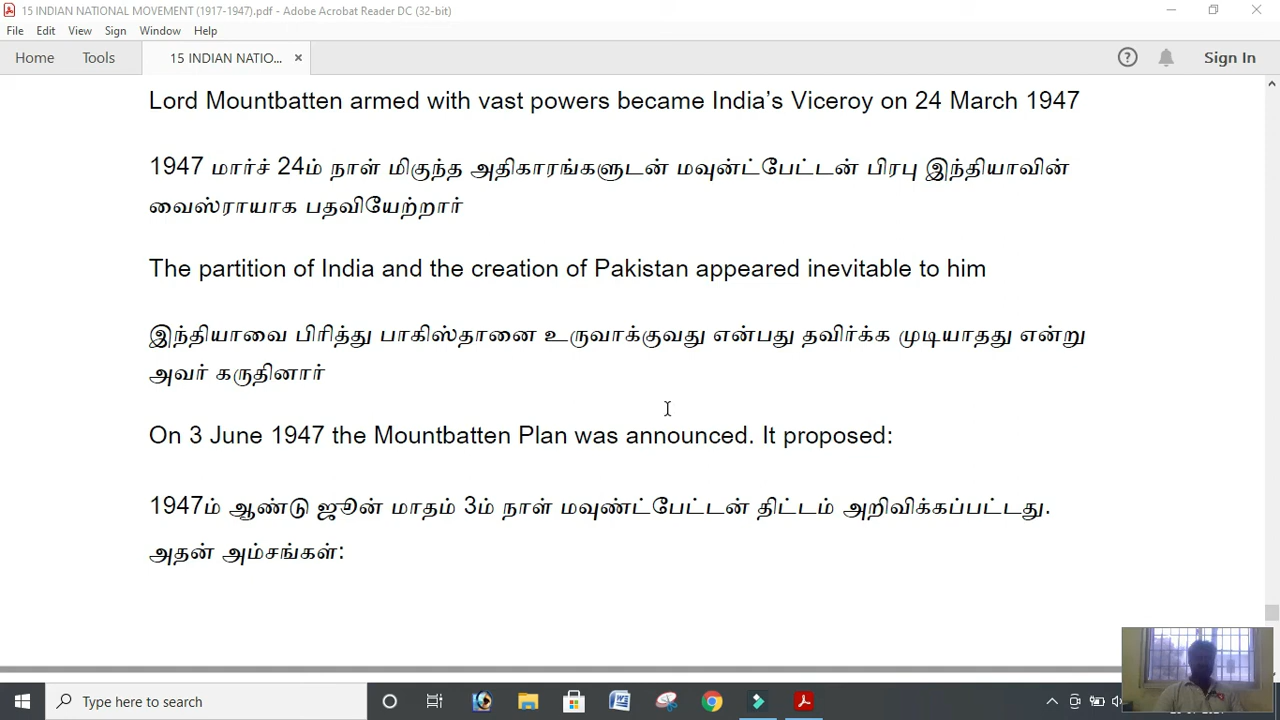 15 INDIAN NATIONAL MOVEMENT (1917-1947).pdf - Adobe Acrobat Reader DC (32-bit)
File Edit View Sign Window Help
Home Tools 15 INDIAN NATIO... × ? Sign In
Lord Mountbatten armed with vast powers became India’s Viceroy on 24 March 1947
1947 மார்ச் 24ம் நாள் மிகுந்த அதிகாரங்களுடன் மவுன்ட்பேட்டன் பிரபு இந்தியாவின்
வைஸ்ராயாக பதவியேற்றார்
The partition of India and the creation of Pakistan appeared inevitable to him
இந்தியாவை பிரித்து பாகிஸ்தானை உருவாக்குவது என்பது தவிர்க்க முடியாதது என்று
அவர் கருதினார்
On 3 June 1947 the Mountbatten Plan was announced. It proposed:
1947ம் ஆண்டு ஜூன் மாதம் 3ம் நாள் மவுண்ட்பேட்டன் திட்டம் அறிவிக்கப்பட்டது.
அதன் அம்சங்கள்:
Type here to search